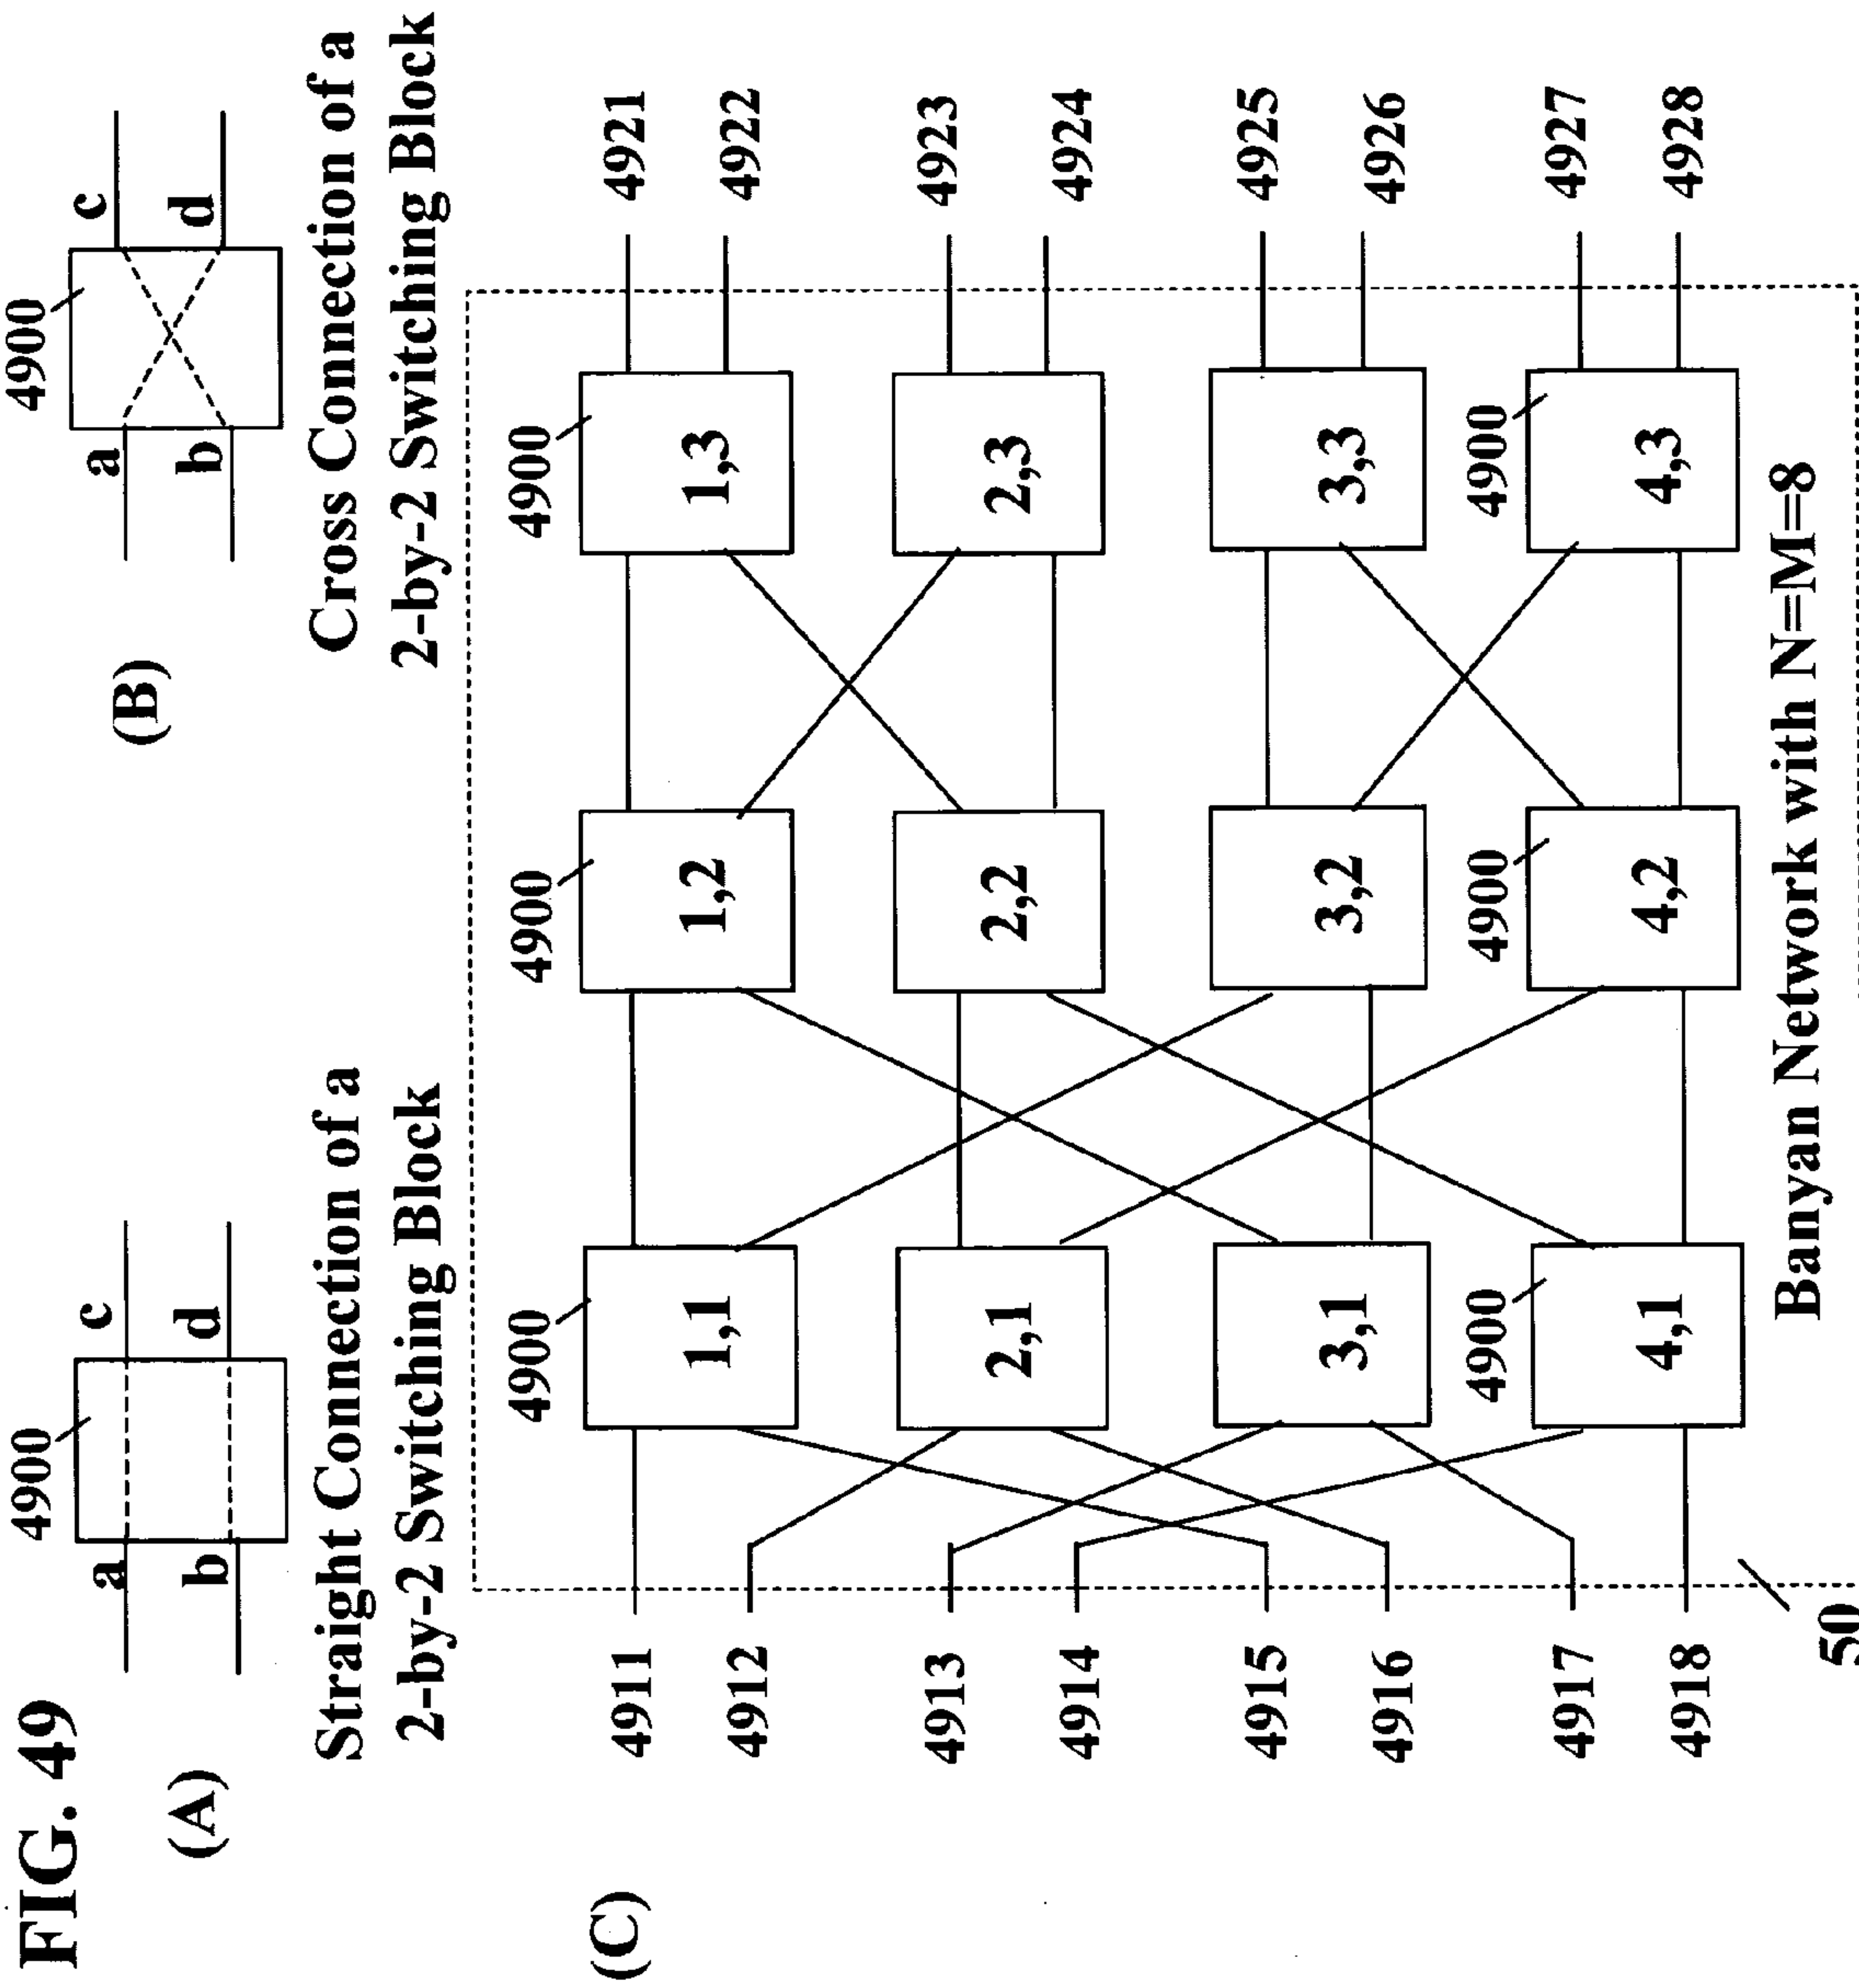 FIG. 49
(A)
4900
a
c
b
d
Straight Connection of a
2-by-2 Switching Block
(B)
4900
a
c
b
d
Cross Connection of a
2-by-2 Switching Block
(C)
4911
4912
4913
4914
4915
4916
4917
4918
4900
1,1
2,1
3,1
4900
4,1
4900
1,2
2,2
3,2
4900
4,2
4900
1,3
2,3
3,3
4900
4,3
4921
4922
4923
4924
4925
4926
4927
4928
50
Banyan Network with N=M=8